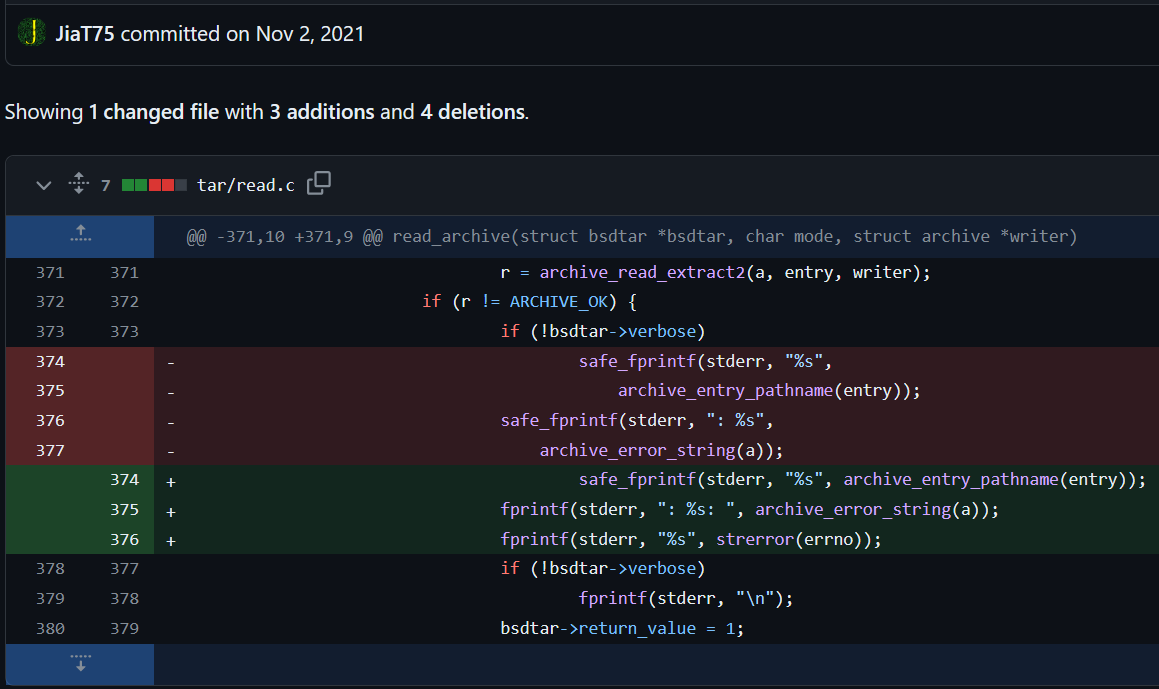 J JiaT75 committed on Nov 2, 2021
Showing 1 changed file with 3 additions and 4 deletions.
7 tar/read.c
@@ -371,10 +371,9 @@ read_archive(struct bsdtar *bsdtar, char mode, struct archive *writer)
371 371 r = archive_read_extract2(a, entry, writer);
372 372 if (r != ARCHIVE_OK) {
373 373 if (!bsdtar->verbose)
374 - safe_fprintf(stderr, "%s",
375 - archive_entry_pathname(entry));
376 - safe_fprintf(stderr, ": %s",
377 - archive_error_string(a));
374 + safe_fprintf(stderr, "%s", archive_entry_pathname(entry));
375 + fprintf(stderr, ": %s: ", archive_error_string(a));
376 + fprintf(stderr, "%s", strerror(errno));
378 377 if (!bsdtar->verbose)
379 378 fprintf(stderr, "\n");
380 379 bsdtar->return_value = 1;